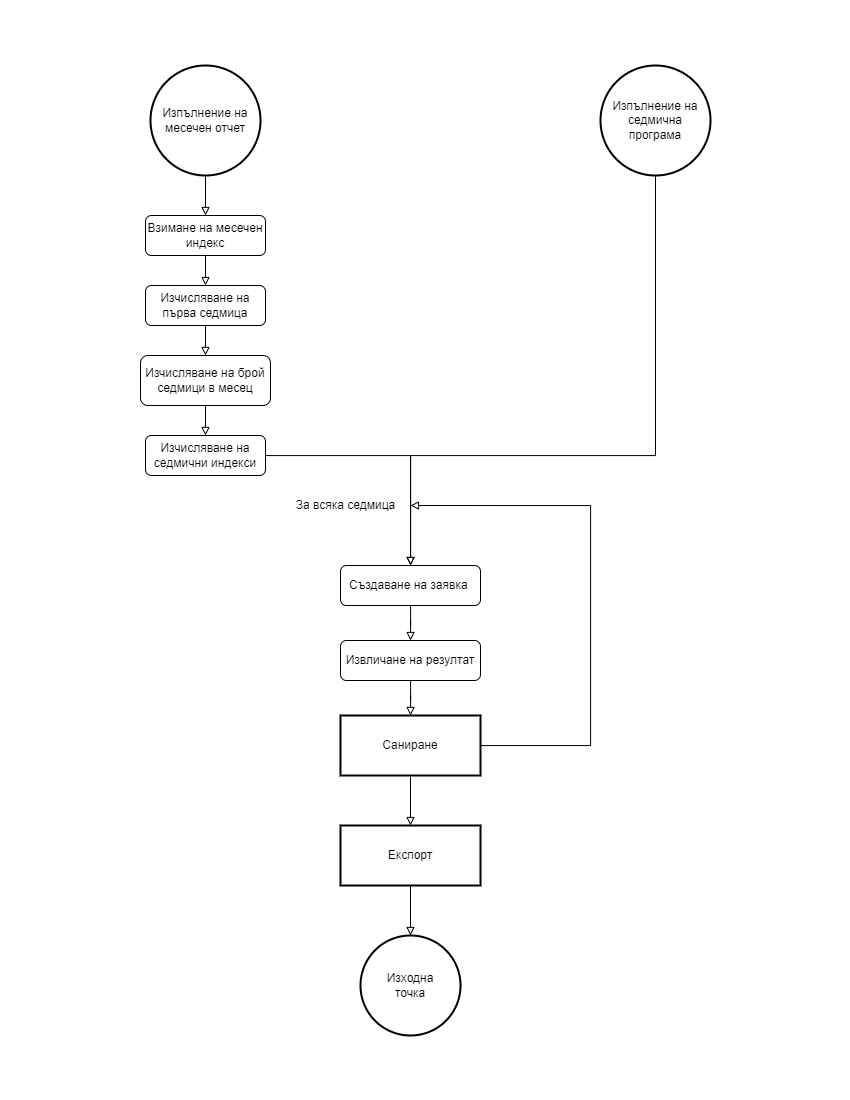 Изпълнение на
месечен отчет
Изпълнение на
седмична
програма
Взимане на месечен
индекс
Изчисляване на
първа седмица
Изчисляване на брой
седмици в месец
Изчисляване на
седмични индекси
За всяка седмица
Създаване на заявка
Извличане на резултат
Саниране
Експорт
Изходна
точка